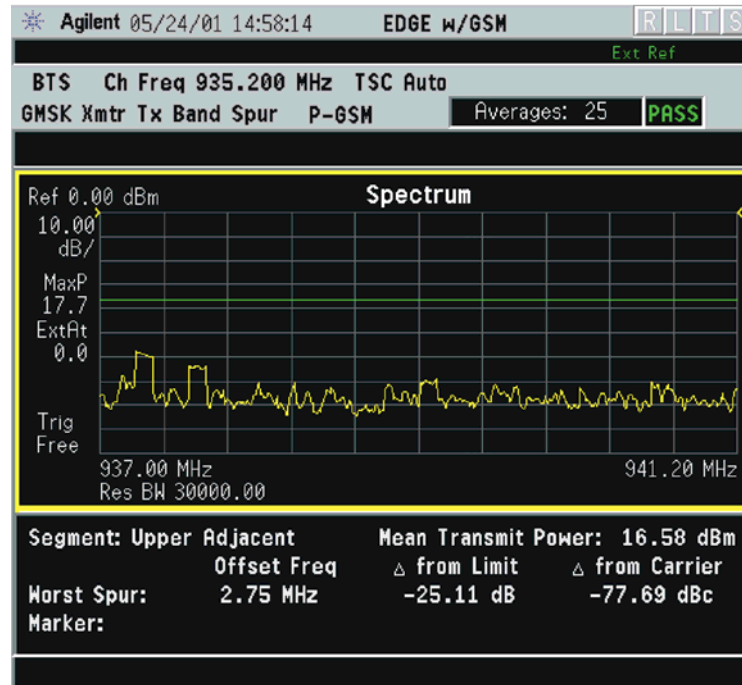 Agilent 05/24/01 14:58:14 EDGE w/GSM R L T S
Ext Ref
BTS Ch Freq 935.200 MHz TSC Auto
GMSK Xmtr Tx Band Spur P-GSM Averages: 25 PASS
Ref 0.00 dBm Spectrum
10.00
dB/
MaxP
17.7
ExtAt
0.0
Trig
Free
937.00 MHz 941.20 MHz
Res BW 30000.00
Segment: Upper Adjacent Mean Transmit Power: 16.58 dBm
Offset Freq △ from Limit △ from Carrier
Worst Spur: 2.75 MHz -25.11 dB -77.69 dBc
Marker: